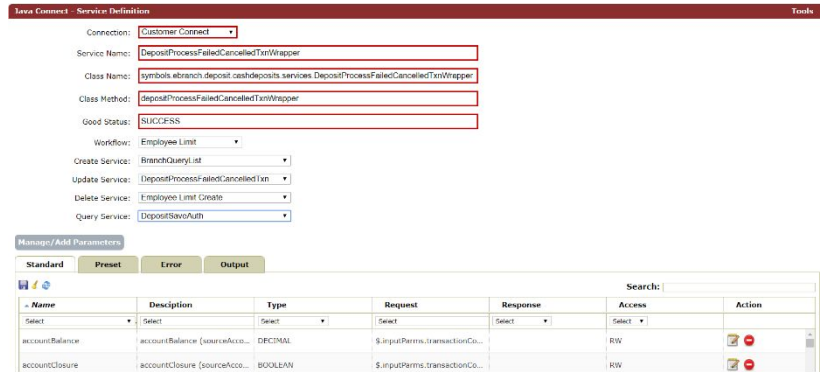 Java Connect - Service Definition Tools
Connection: Customer Connect
Service Name: DepositProcessFailedCancelledTxnWrapper
Class Name: symbols.ebranch.deposit.cashdeposits.services.DepositProcessFailedCancelledTxnWrapper
Class Method: depositProcessFailedCancelledTxnWrapper
Good Status: SUCCESS
Workflow: Employee Limit
Create Service: BranchQueryList
Update Service: DepositProcessFailedCancelledTxn
Delete Service: Employee Limit Create
Query Service: DepositSaveAuth
Manage/Add Parameters
Standard Preset Error Output
Search:
Name Desciption Type Request Response Access Action
Select Select Select Select Select Select
accountBalance accountBalance (sourceAcco... DECIMAL $.inputParms.transactionCo... RW
accountClosure accountClosure (sourceAcco... BOOLEAN $.inputParms.transactionCo... RW